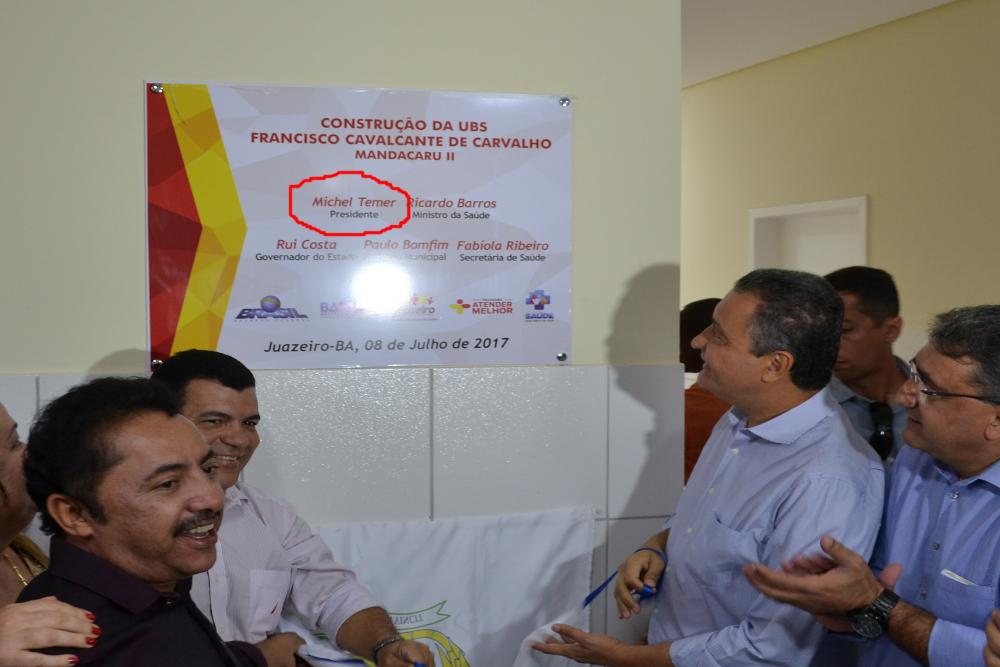 CONSTRUÇÃO DA UBS
FRANCISCO CAVALCANTE DE CARVALHO
MANDACARU II
Michel Temer Ricardo Barros
Presidente Ministro da Saúde
Rui Costa Paulo Bomfim Fabíola Ribeiro
Governador do Estado Municipal Secretária de Saúde
BRASIL ATENDER MELHOR SAÚDE
Juazeiro-BA, 08 de Julho de 2017